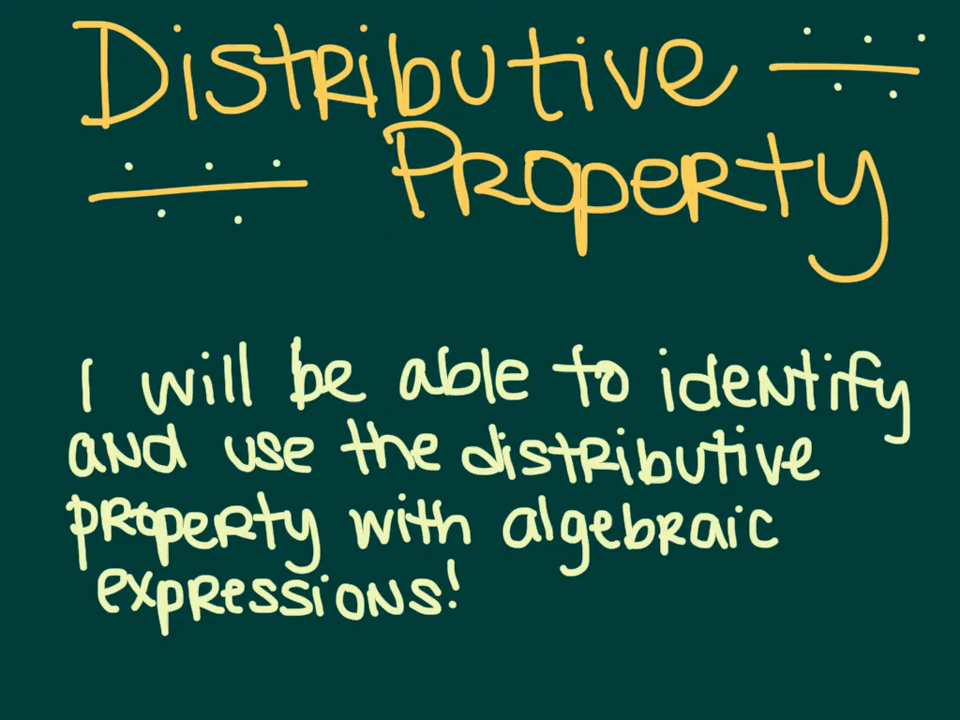 Distributive
Property
I will be able to identify
and use the distributive
property with algebraic
expressions!